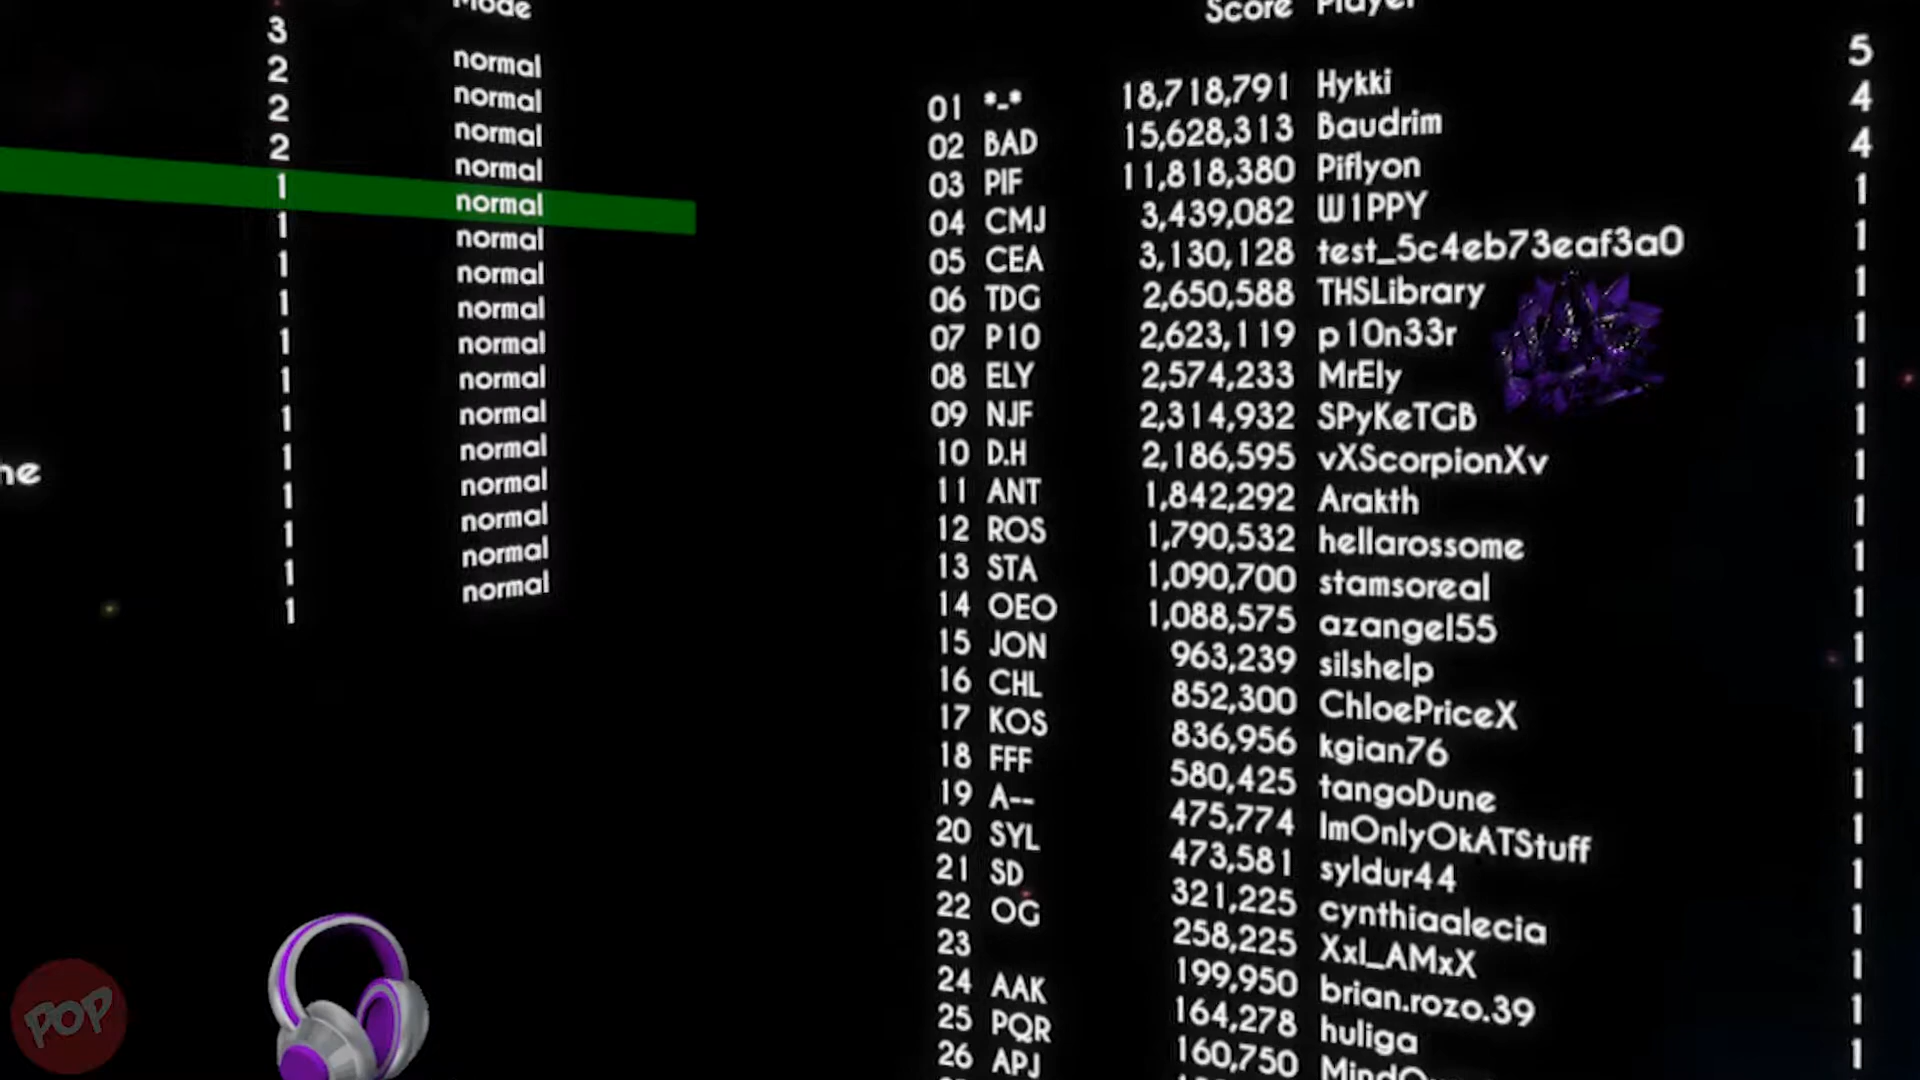 Mode
3 normal
2 normal
2 normal
2 normal
1 normal
1 normal
1 normal
1 normal
1 normal
1 normal
1 normal
1 normal
1 normal
1 normal
1 normal
1 normal
he
Score Player
01 *-* 18,718,791 Hykki 5
02 BAD 15,628,313 Baudrim 4
03 PIF 11,818,380 Piflyon 4
04 CMJ 3,439,082 W1PPY 1
05 CEA 3,130,128 test_5c4eb73eaf3a0 1
06 TDG 2,650,588 THSLibrary 1
07 P10 2,623,119 p10n33r 1
08 ELY 2,574,233 MrEly 1
09 NJF 2,314,932 SPyKeTGB 1
10 D.H 2,186,595 vXScorpionXv 1
11 ANT 1,842,292 Arakth 1
12 ROS 1,790,532 hellarossome 1
13 STA 1,090,700 stamsoreal 1
14 OEO 1,088,575 azangel55 1
15 JON 963,239 silshelp 1
16 CHL 852,300 ChloePriceX 1
17 KOS 836,956 kgian76 1
18 FFF 580,425 tangoDune 1
19 A-- 475,774 ImOnlyOkATStuff 1
20 SYL 473,581 syldur44 1
21 SD 321,225 cynthiaalecia 1
22 OG 258,225 XxI_AMxX 1
23 199,950 brian.rozo.39 1
24 AAK 164,278 huliga
25 PQR 160,750
26 APJ
POP